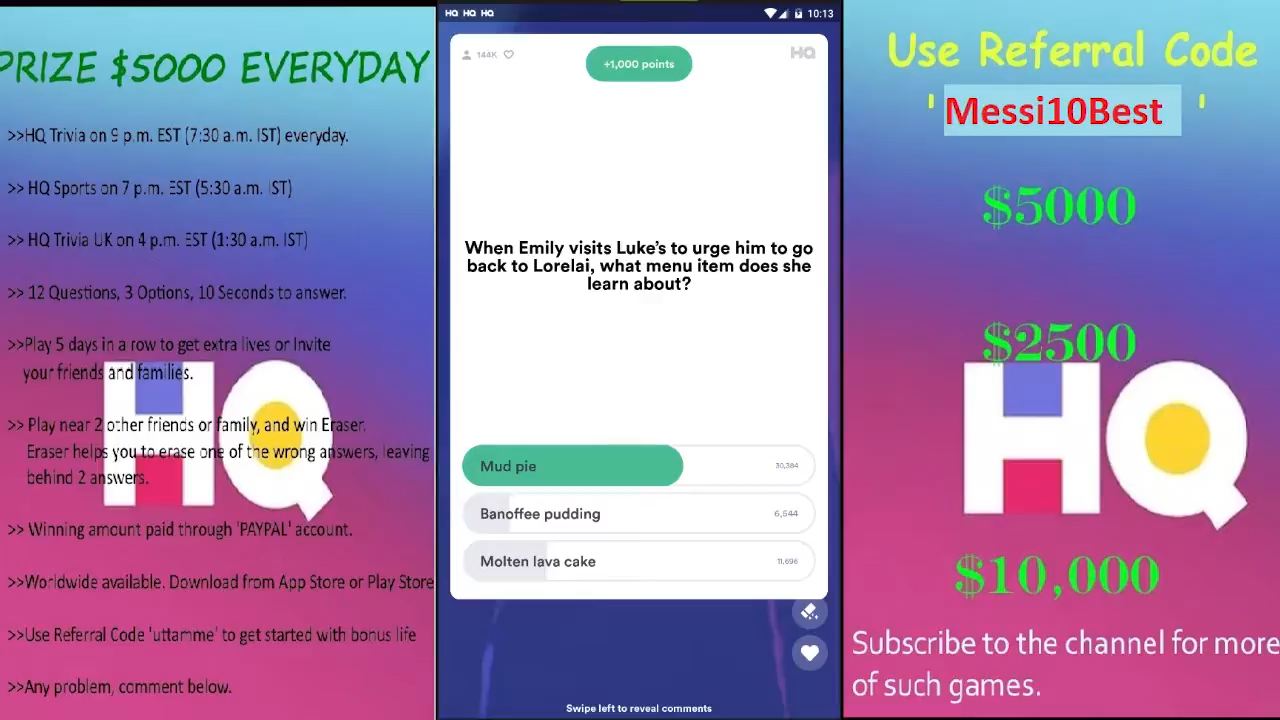 PRIZE $5000 EVERYDAY
>>HQ Trivia on 9 p.m. EST (7:30 a.m. IST) everyday.
>> HQ Sports on 7 p.m. EST (5:30 a.m. IST)
>> HQ Trivia UK on 4 p.m. EST (1:30 a.m. IST)
>> 12 Questions, 3 Options, 10 Seconds to answer.
>>Play 5 days in a row to get extra lives or Invite
your friends and families.
>> Play near 2 other friends or family, and win Eraser.
Eraser helps you to erase one of the wrong answers, leaving
behind 2 answers.
>> Winning amount paid through 'PAYPAL' account.
>>Worldwide available. Download from App Store or Play Store
>>Use Referral Code 'uttamme' to get started with bonus life
>>Any problem, comment below.
HQ
HQ HQ HQ 10:13
144K +1,000 points HQ
When Emily visits Luke's to urge him to go
back to Lorelai, what menu item does she
learn about?
Mud pie 30,384
Banoffee pudding 6,544
Molten lava cake 11,696
Swipe left to reveal comments
Use Referral Code
' Messi10Best '
$5000
$2500
HQ
$10,000
Subscribe to the channel for more
of such games.